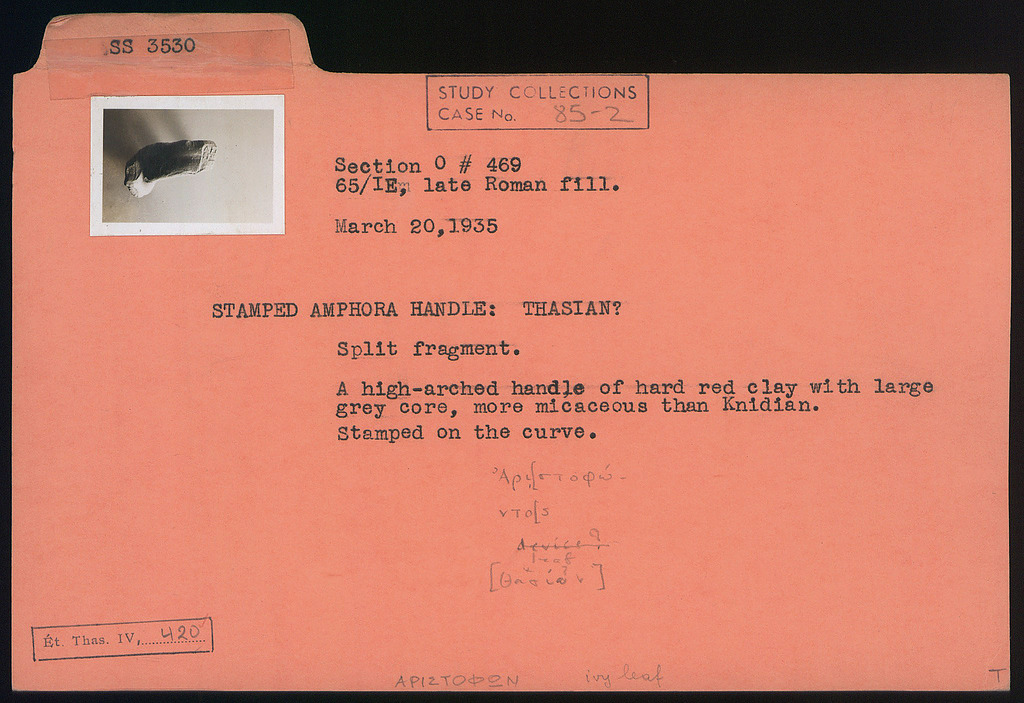 SS 3530
STUDY COLLECTIONS
CASE No. 85-2
Section O # 469
65/IE, late Roman fill.
March 20,1935
STAMPED AMPHORA HANDLE: THASIAN?
Split fragment.
A high-arched handle of hard red clay with large
grey core, more micaceous than Knidian.
Stamped on the curve.
Ἀρι[στοφῶ-
ντο[ς
device?
leaf
[Θασίων]
Ét. Thas. IV, 420
ΑΡΙΣΤΟΦΩΝ ivy leaf
T